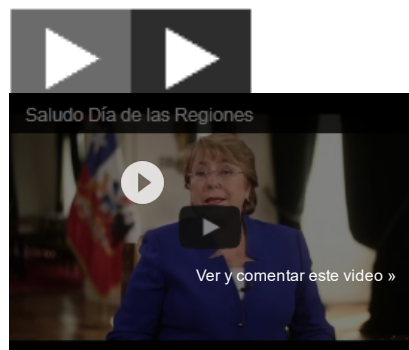 Saludo Día de las Regiones
Ver y comentar este video »